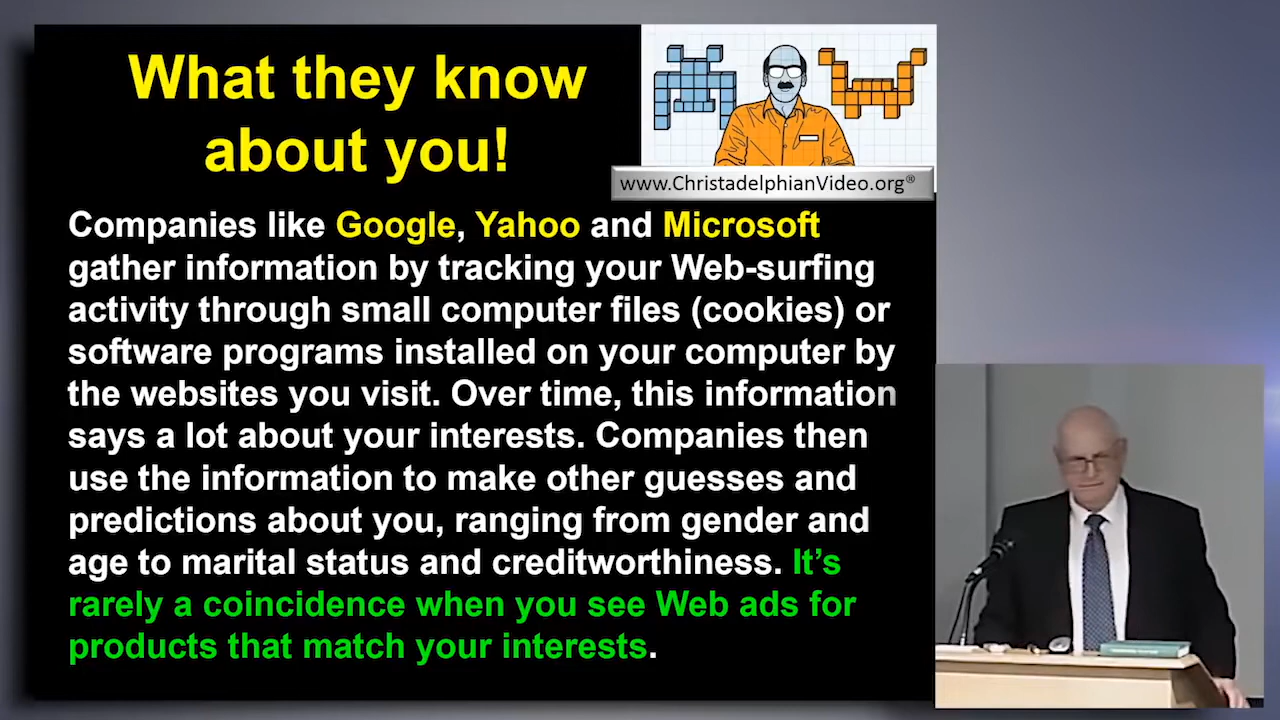 What they know
about you!
www.ChristadelphianVideo.org®
Companies like Google, Yahoo and Microsoft
gather information by tracking your Web-surfing
activity through small computer files (cookies) or
software programs installed on your computer by
the websites you visit. Over time, this information
says a lot about your interests. Companies then
use the information to make other guesses and
predictions about you, ranging from gender and
age to marital status and creditworthiness. It’s
rarely a coincidence when you see Web ads for
products that match your interests.